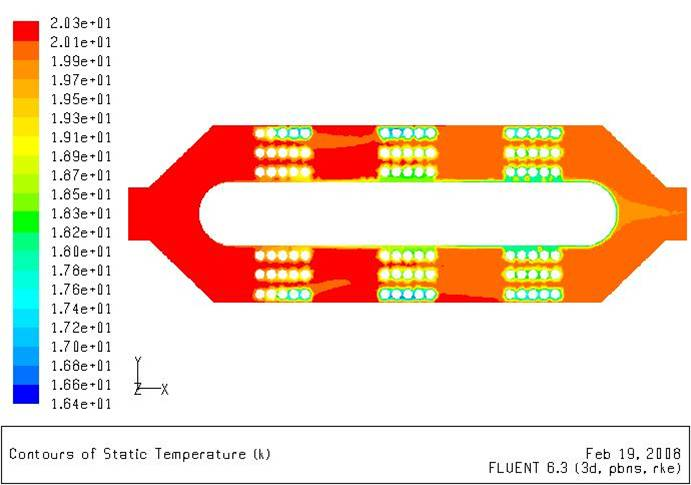 2.03e+01
2.01e+01
1.99e+01
1.97e+01
1.95e+01
1.93e+01
1.91e+01
1.89e+01
1.87e+01
1.85e+01
1.83e+01
1.82e+01
1.80e+01
1.78e+01
1.76e+01
1.74e+01
1.72e+01
1.70e+01
1.68e+01
1.66e+01
1.64e+01
Y
Z X
Contours of Static Temperature (k)
Feb 19, 2008
FLUENT 6.3 (3d, pbns, rke)